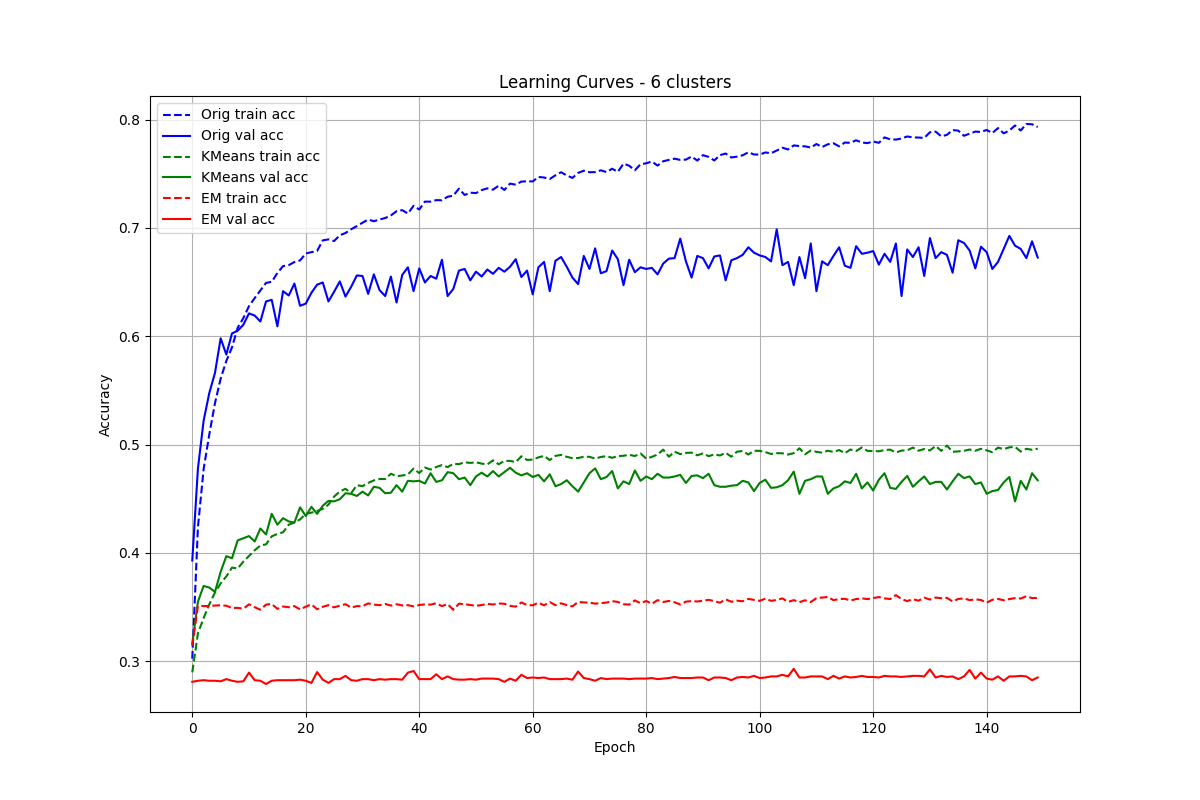 Learning Curves - 6 clusters
Orig train acc
Orig val acc
KMeans train acc
KMeans val acc
EM train acc
EM val acc
0.8
0.7
0.6
0.5
0.4
0.3
Accuracy
0 20 40 60 80 100 120 140
Epoch